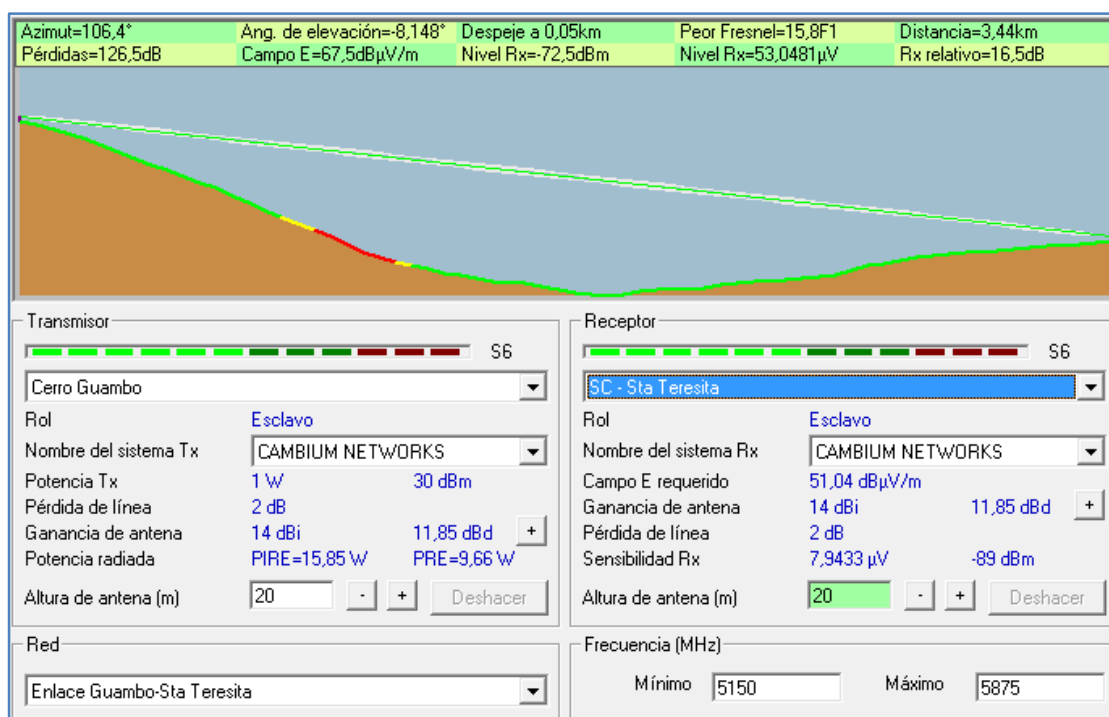 Azimut=106,4° Ang. de elevación=-8,148° Despeje a 0,05km Peor Fresnel=15,8F1 Distancia=3,44km
Pérdidas=126,5dB Campo E=67,5dBµV/m Nivel Rx=-72,5dBm Nivel Rx=53,0481µV Rx relativo=16,5dB
Transmisor
S6
Cerro Guambo
Rol Esclavo
Nombre del sistema Tx CAMBIUM NETWORKS
Potencia Tx 1 W 30 dBm
Pérdida de línea 2 dB
Ganancia de antena 14 dBi 11,85 dBd +
Potencia radiada PIRE=15,85 W PRE=9,66 W
Altura de antena (m) 20 - + Deshacer
Receptor
S6
SC - Sta Teresita
Rol Esclavo
Nombre del sistema Rx CAMBIUM NETWORKS
Campo E requerido 51,04 dBµV/m
Ganancia de antena 14 dBi 11,85 dBd +
Pérdida de línea 2 dB
Sensibilidad Rx 7,9433 µV -89 dBm
Altura de antena (m) 20 - + Deshacer
Red
Enlace Guambo-Sta Teresita
Frecuencia (MHz)
Mínimo 5150 Máximo 5875